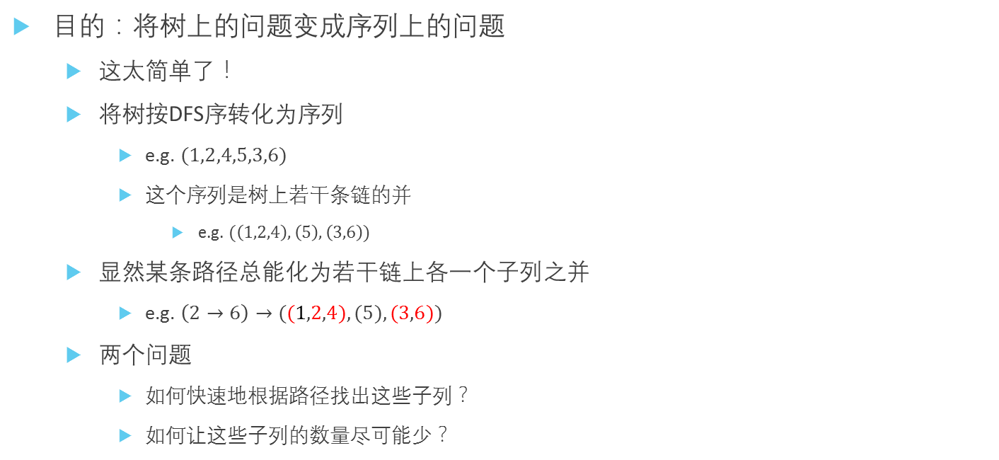 目的：将树上的问题变成序列上的问题
这太简单了！
将树按DFS序转化为序列
e.g. (1,2,4,5,3,6)
这个序列是树上若干条链的并
e.g. ((1,2,4), (5), (3,6))
显然某条路径总能化为若干链上各一个子列之并
e.g. (2 → 6) → ((1,2,4), (5), (3,6))
两个问题
如何快速地根据路径找出这些子列？
如何让这些子列的数量尽可能少？